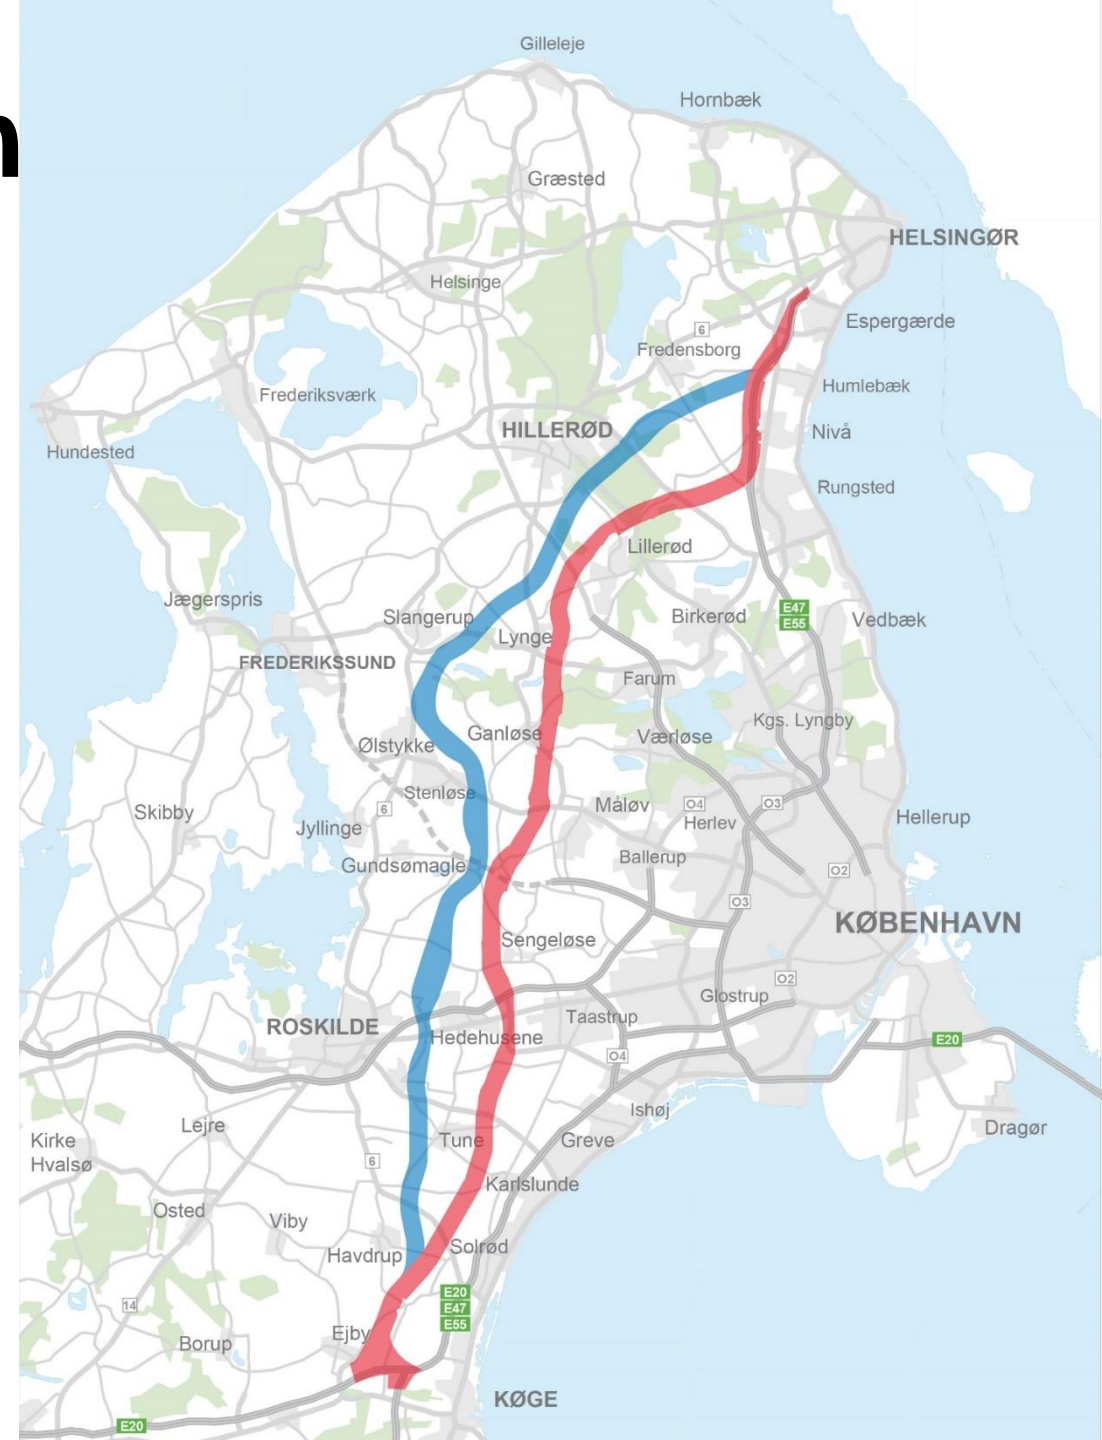 n
Gilleleje
Hornbæk
Græsted
HELSINGØR
Helsinge
Espergærde
6
Fredensborg
Humlebæk
Frederiksværk
HILLERØD
Nivå
Hundested
Rungsted
Lillerød
Jægerspris
E47
E55
Slangerup
Birkerød
Vedbæk
Lynge
FREDERIKSSUND
Farum
Kgs. Lyngby
Ganløse
Værløse
Ølstykke
Stenløse
Skibby
6
Måløv
O4
O3
Herlev
Hellerup
Jyllinge
Gundsømagle
Ballerup
O2
O3
KØBENHAVN
Sengeløse
O2
Glostrup
Taastrup
ROSKILDE
Hedehusene
E20
O4
Ishøj
Lejre
Dragør
Kirke
Hvalsø
Tune
Greve
6
Karlslunde
Osted
Viby
Havdrup
Solrød
E20
E47
E55
14
Ejby
Borup
KØGE
E20